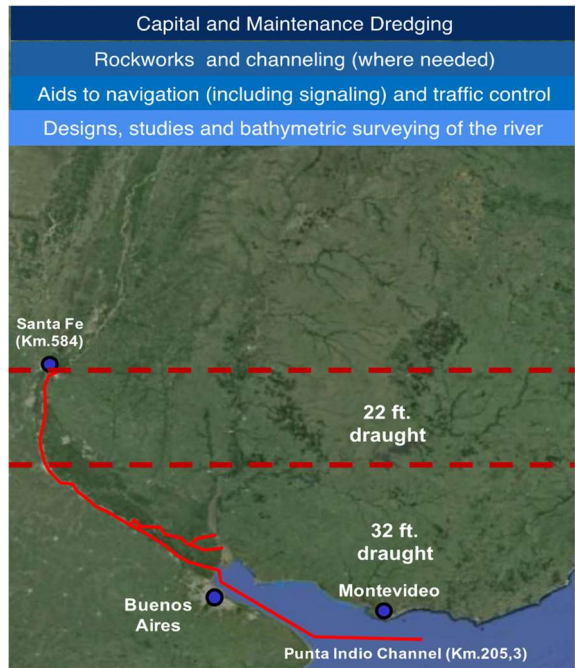 Capital and Maintenance Dredging
Rockworks and channeling (where needed)
Aids to navigation (including signaling) and traffic control
Designs, studies and bathymetric surveying of the river
Santa Fe
(Km.584)
22 ft.
draught
32 ft.
draught
Montevideo
Buenos
Aires
Punta Indio Channel (Km.205,3)